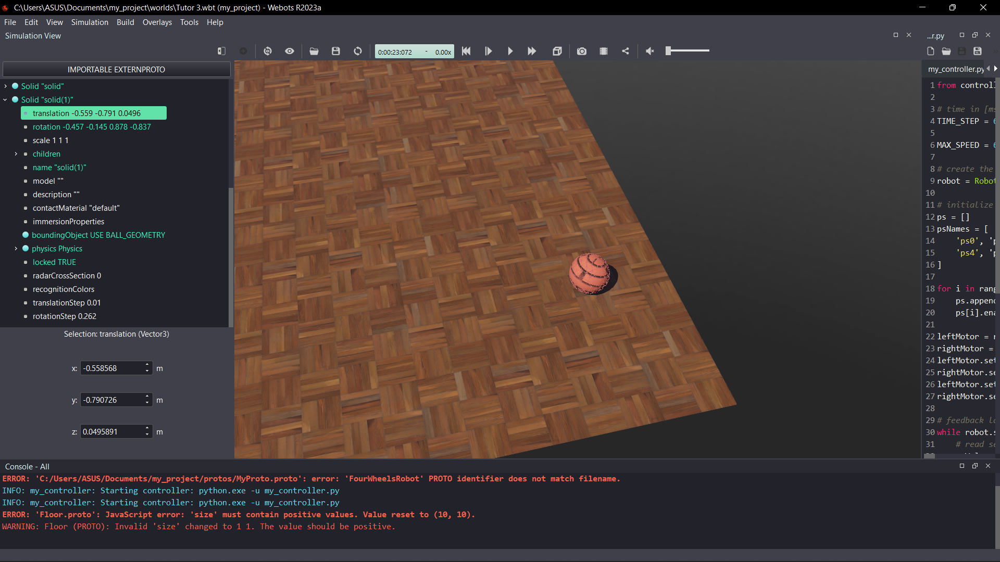 C:\Users\ASUS\Documents\my_project\worlds\Tutor 3.wbt (my_project) - Webots R2023a
File Edit View Simulation Build Overlays Tools Help
Simulation View
...r.py
0:00:23:072 - 0.00x
IMPORTABLE EXTERNPROTO
Solid "solid"
Solid "solid(1)"
translation -0.559 -0.791 0.0496
rotation -0.457 -0.145 0.878 -0.837
scale 1 1 1
children
name "solid(1)"
model ""
description ""
contactMaterial "default"
immersionProperties
boundingObject USE BALL_GEOMETRY
physics Physics
locked TRUE
radarCrossSection 0
recognitionColors
translationStep 0.01
rotationStep 0.262
Selection: translation (Vector3)
x: -0.558568 m
y: -0.790726 m
z: 0.0495891 m
my_controller.py
1 from control
2
3 # time in [ms
4 TIME_STEP = 6
5
6 MAX_SPEED = 6
7
8 # create the
9 robot = Robot
10
11 # initialize
12 ps = []
13 psNames = [
14 'ps0', 'p
15 'ps4', 'p
16 ]
17
18 for i in rang
19 ps.append
20 ps[i].ena
21
22 leftMotor = r
23 rightMotor =
24 leftMotor.set
25 rightMotor.se
26 leftMotor.set
27 rightMotor.se
28
29 # feedback lo
30 while robot.s
31 # read se
Console - All
ERROR: 'C:/Users/ASUS/Documents/my_project/protos/MyProto.proto': error: 'FourWheelsRobot' PROTO identifier does not match filename.
INFO: my_controller: Starting controller: python.exe -u my_controller.py
INFO: my_controller: Starting controller: python.exe -u my_controller.py
ERROR: 'Floor.proto': JavaScript error: 'size' must contain positive values. Value reset to (10, 10).
WARNING: Floor (PROTO): Invalid 'size' changed to 1 1. The value should be positive.